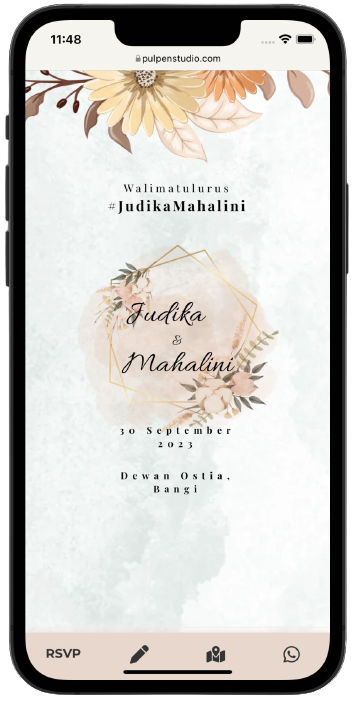 11:48
pulpenstudio.com
Walimatulurus
#JudikaMahalini
Judika
&
Mahalini
30 September
2023
Dewan Ostia,
Bangi
RSVP